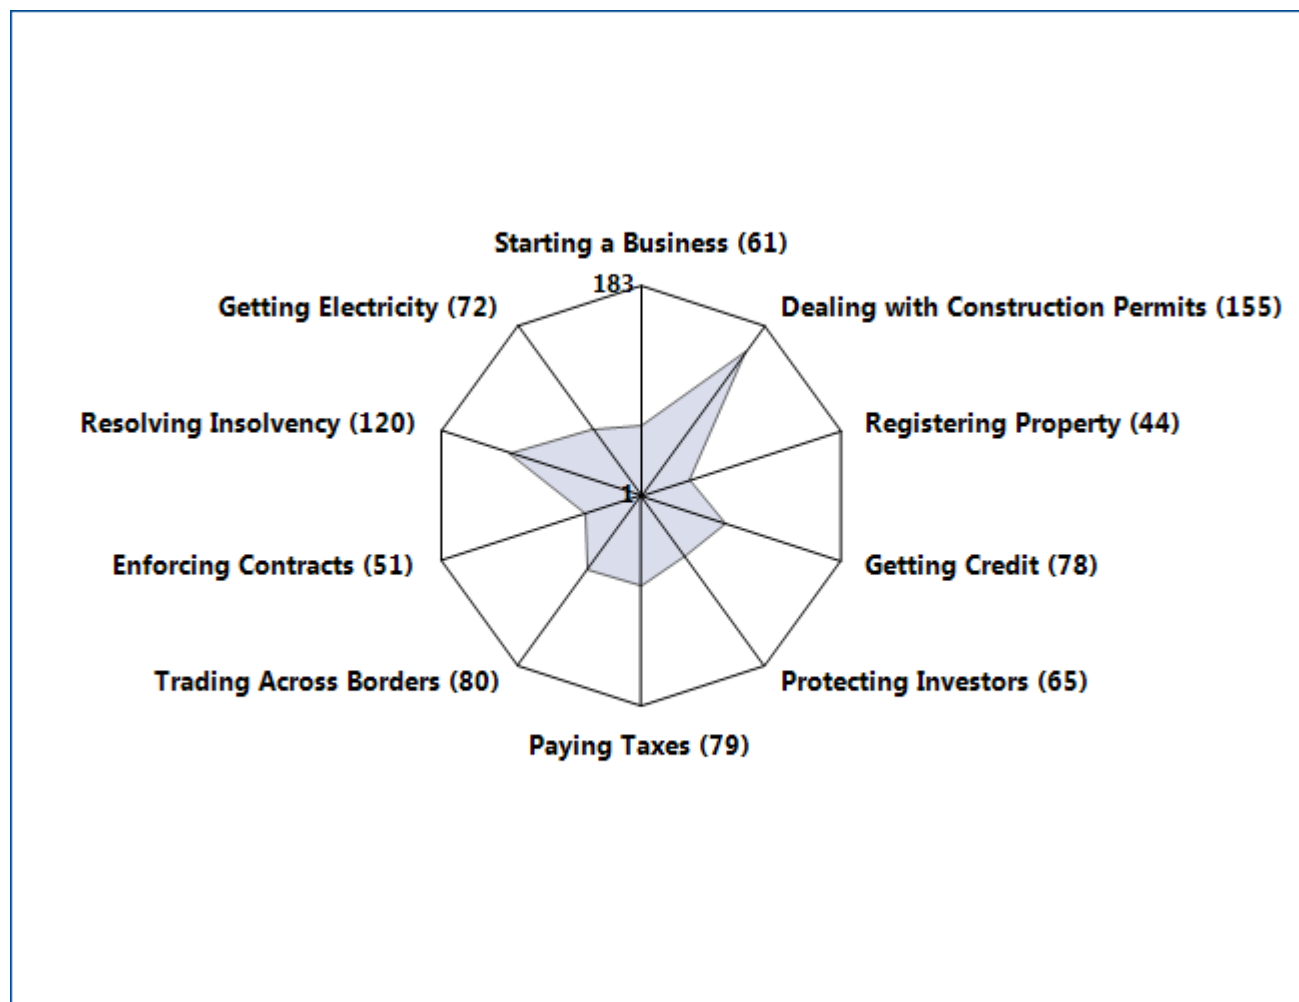 Starting a Business (61)
183
Getting Electricity (72)
Dealing with Construction Permits (155)
Resolving Insolvency (120)
Registering Property (44)
1
Enforcing Contracts (51)
Getting Credit (78)
Trading Across Borders (80)
Protecting Investors (65)
Paying Taxes (79)